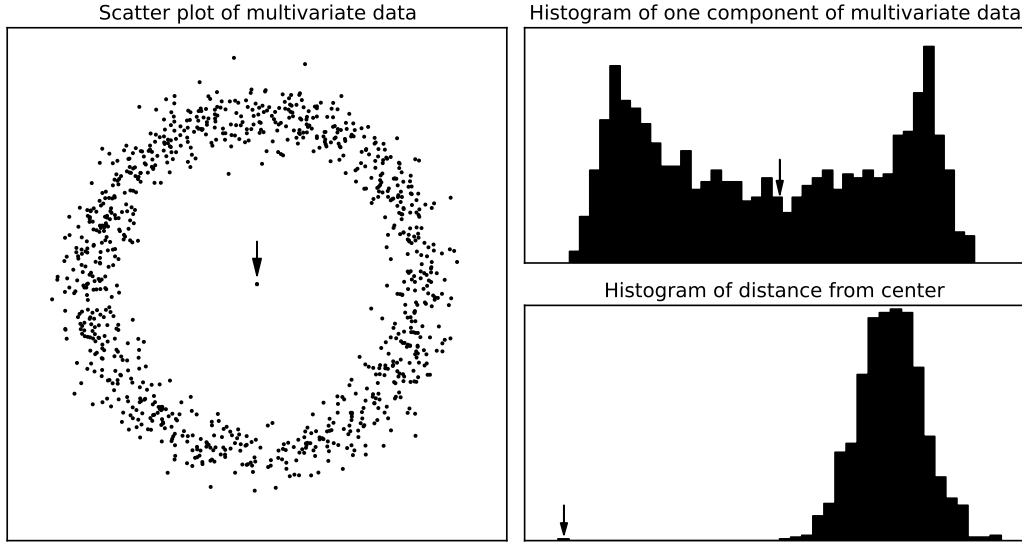 Scatter plot of multivariate data
Histogram of one component of multivariate data
Histogram of distance from center